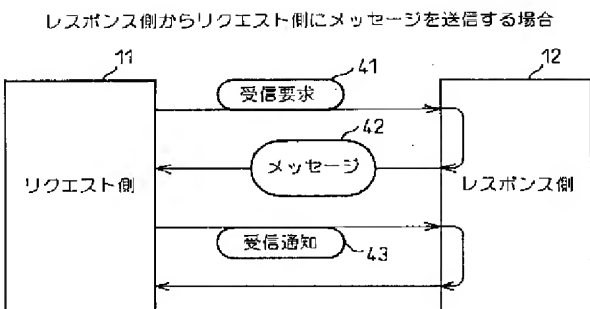 レスポンス側からリクエスト側にメッセージを送信する場合
11
41
12
受信要求
42
メッセージ
リクエスト側
レスポンス側
受信通知
43